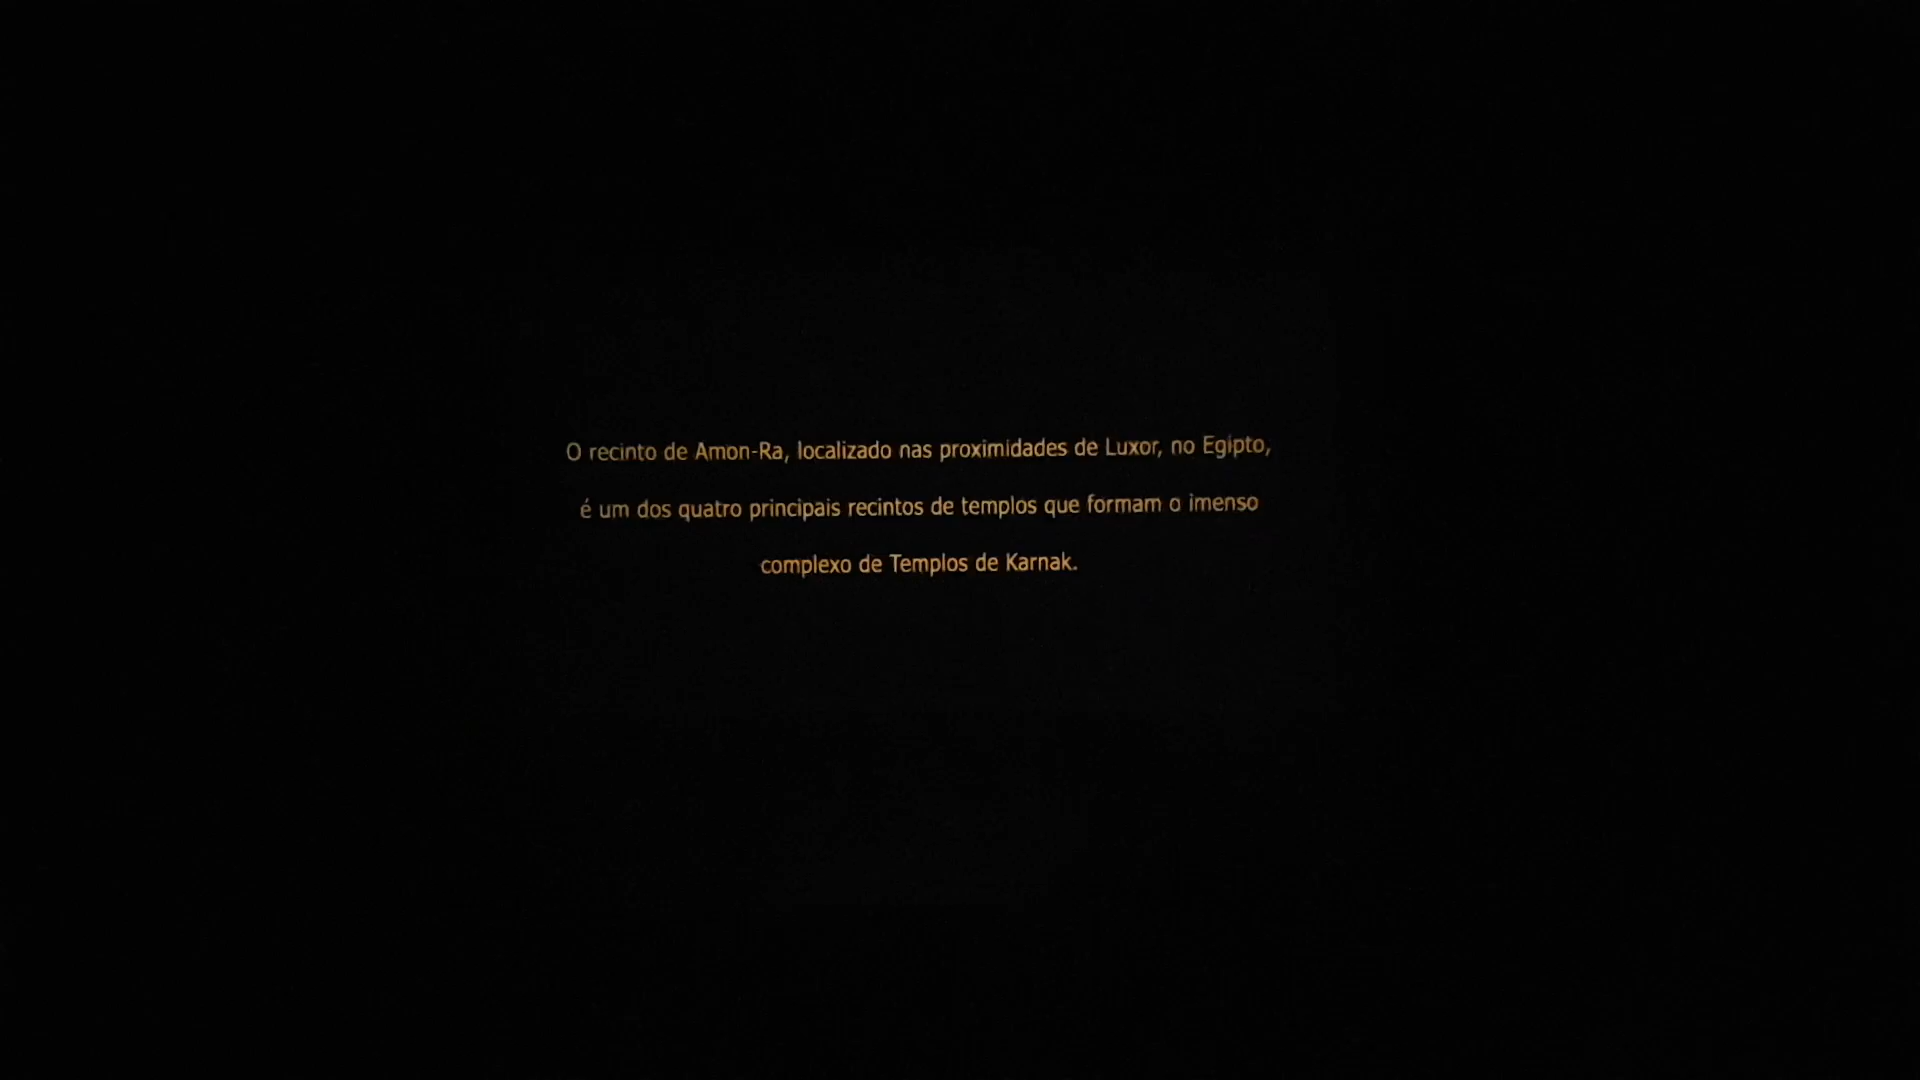 O recinto de Amon-Ra, localizado nas proximidades de Luxor, no Egipto,
é um dos quatro principais recintos de templos que formam o imenso
complexo de Templos de Karnak.